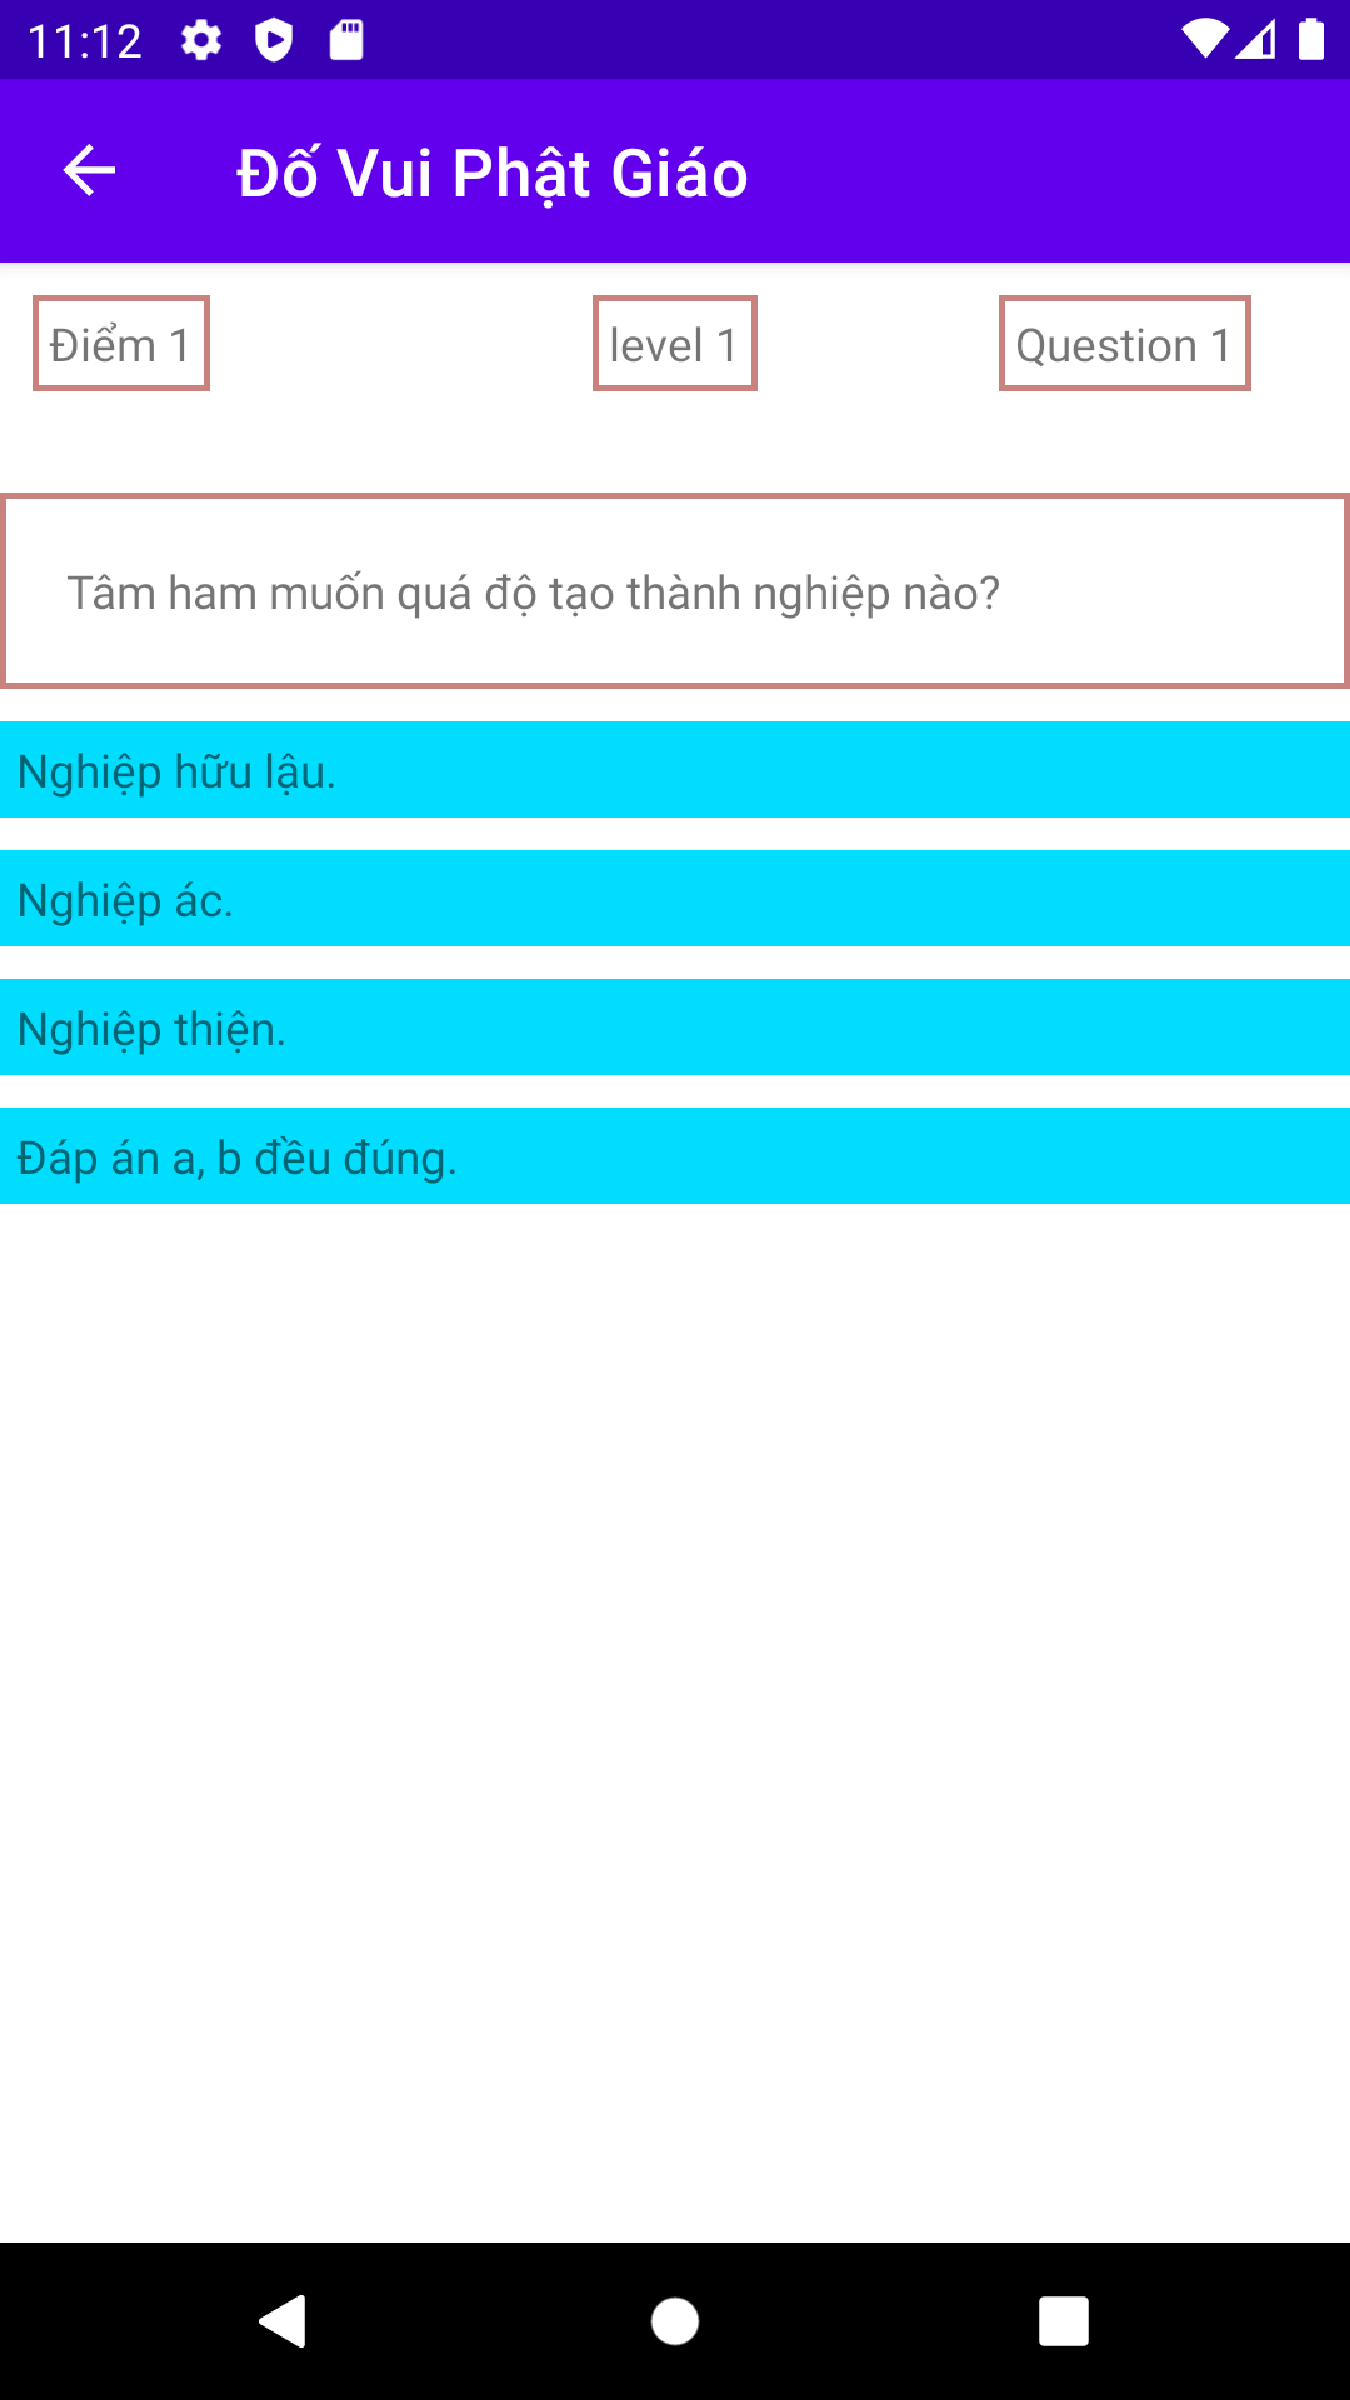 11:12
Đố Vui Phật Giáo
Điểm 1
level 1
Question 1
Tâm ham muốn quá độ tạo thành nghiệp nào?
Nghiệp hữu lậu.
Nghiệp ác.
Nghiệp thiện.
Đáp án a, b đều đúng.